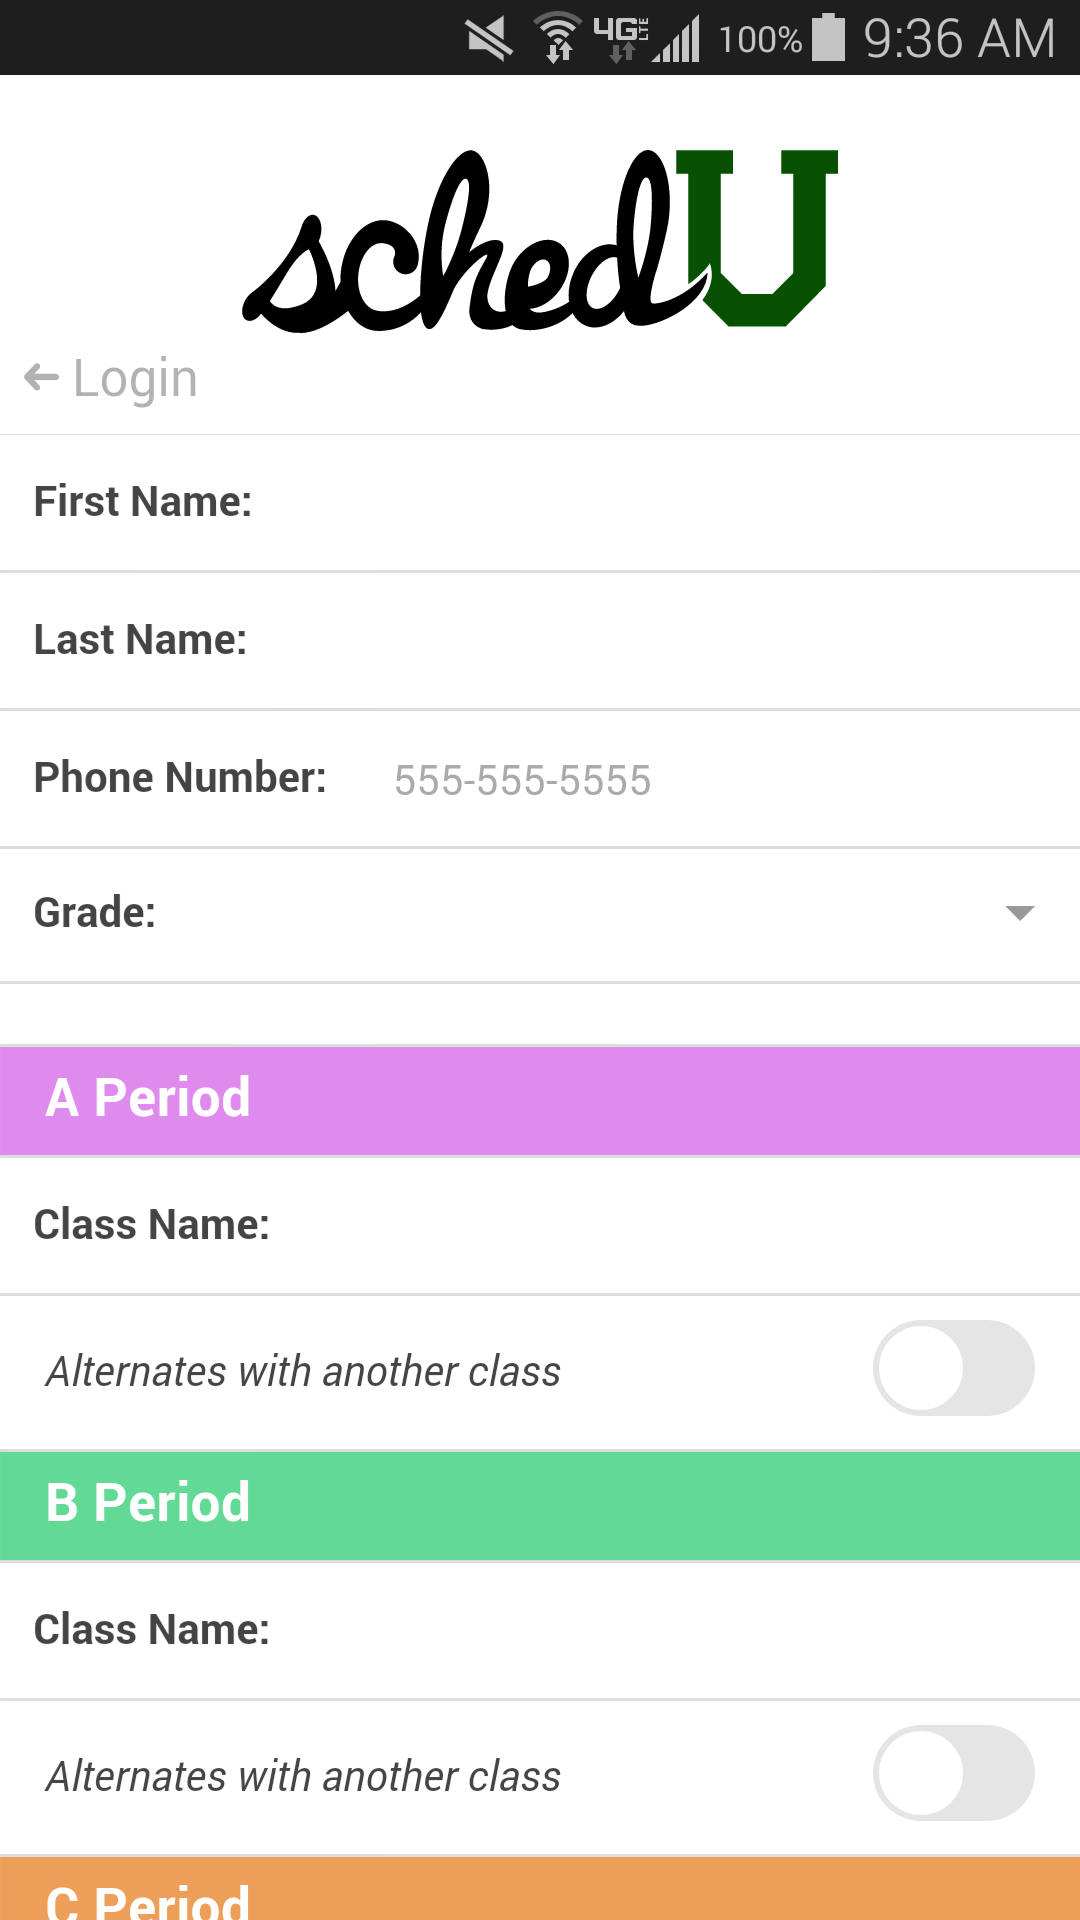 4G LTE 100% 9:36 AM
schedU
Login
First Name:
Last Name:
Phone Number: 555-555-5555
Grade:
A Period
Class Name:
Alternates with another class
B Period
Class Name:
Alternates with another class
C Period